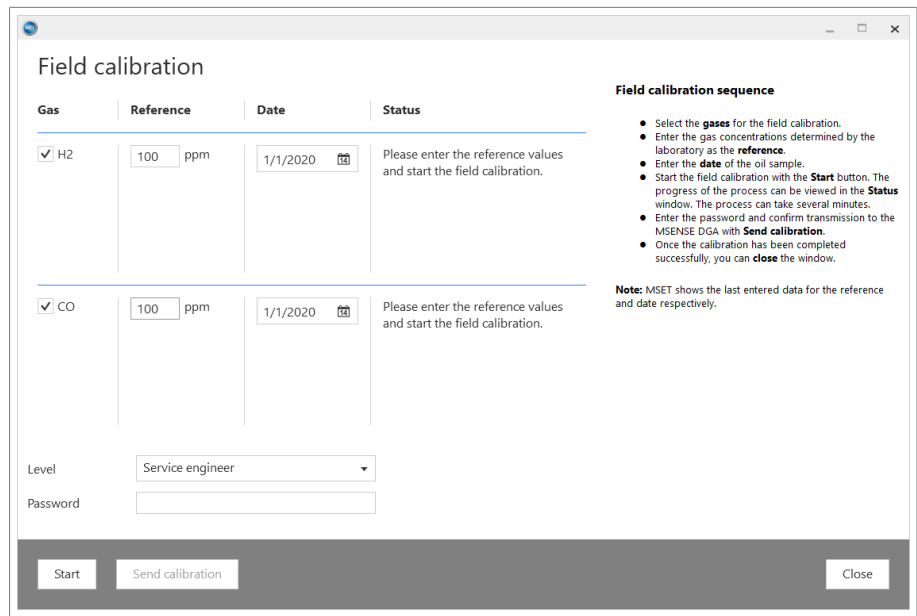 Field calibration
Gas Reference Date Status
H2 100 ppm 1/1/2020 14 Please enter the reference values
and start the field calibration.
CO 100 ppm 1/1/2020 14 Please enter the reference values
and start the field calibration.
Level Service engineer
Password
Start Send calibration Close
Field calibration sequence
● Select the gases for the field calibration.
● Enter the gas concentrations determined by the
laboratory as the reference.
● Enter the date of the oil sample.
● Start the field calibration with the Start button. The
progress of the process can be viewed in the Status
window. The process can take several minutes.
● Enter the password and confirm transmission to the
MSENSE DGA with Send calibration.
● Once the calibration has been completed
successfully, you can close the window.
Note: MSET shows the last entered data for the reference
and date respectively.